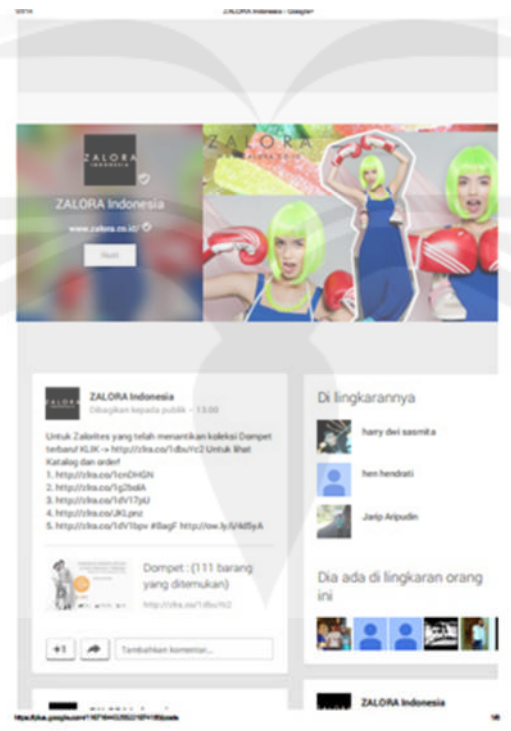 ZALORA Indonesia - Google+
ZALORA
INDONESIA
ZALORA Indonesia
www.zalora.co.id/
Ikuti
ZALORA
ZALORA
ZALORA Indonesia
Dibagikan kepada publik - 13.00
Untuk Zalorites yang telah menantikan koleksi Dompet
terbaru! KLIK -> http://zlra.co/1dbuYc2 Untuk lihat
Katalog dan order!
1. http://zlra.co/1cnDHGN
2. http://zlra.co/1g2bolA
3. http://zlra.co/1dV17pU
4. http://zlra.co/JKLpnz
5. http://zlra.co/1dV1bpv #BagF http://ow.ly/i/4d5yA
Dompet : (111 barang
yang ditemukan)
http://zlra.co/1dbuYc2
+1
Tambahkan komentar...
Di lingkarannya
harry dwi sasmita
hen hendrati
Jarip Aripudin
Dia ada di lingkaran orang
ini
ZALORA Indonesia